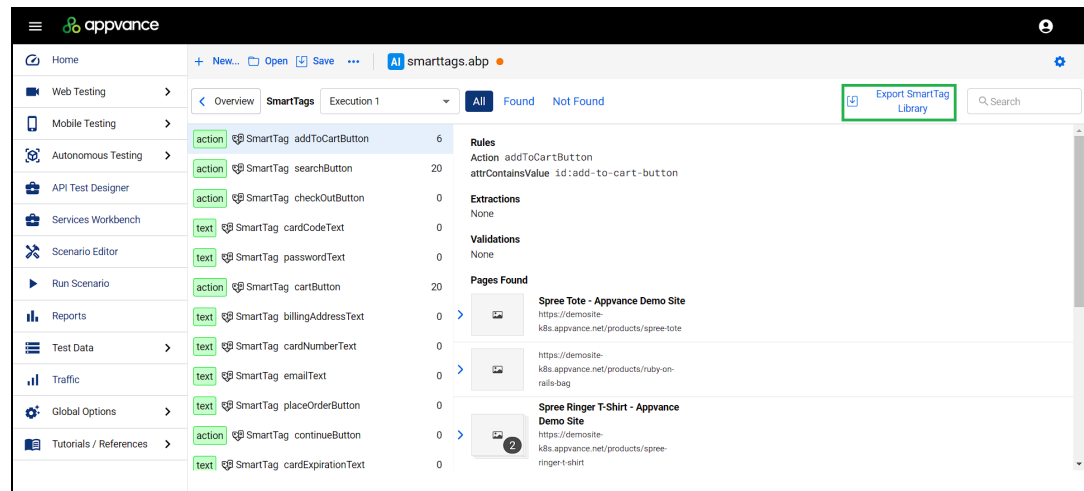 appvance
Home
Web Testing
Mobile Testing
Autonomous Testing
API Test Designer
Services Workbench
Scenario Editor
Run Scenario
Reports
Test Data
Traffic
Global Options
Tutorials / References
+ New... Open Save ••• AI smarttags.abp
Overview SmartTags Execution 1 All Found Not Found Export SmartTag
Library
Search
action SmartTag addToCartButton 6
action SmartTag searchButton 20
action SmartTag checkOutButton 0
text SmartTag cardCodeText 0
text SmartTag passwordText 0
action SmartTag cartButton 20
text SmartTag billingAddressText 0
text SmartTag cardNumberText 0
text SmartTag emailText 0
text SmartTag placeOrderButton 0
action SmartTag continueButton 0
text SmartTag cardExpirationText 0
Rules
Action addToCartButton
attrContainsValue id:add-to-cart-button
Extractions
None
Validations
None
Pages Found
Spree Tote - Appvance Demo Site
https://demosite-
k8s.appvance.net/products/spree-tote
https://demosite-
k8s.appvance.net/products/ruby-on-
rails-bag
2
Spree Ringer T-Shirt - Appvance
Demo Site
https://demosite-
k8s.appvance.net/products/spree-
ringer-t-shirt